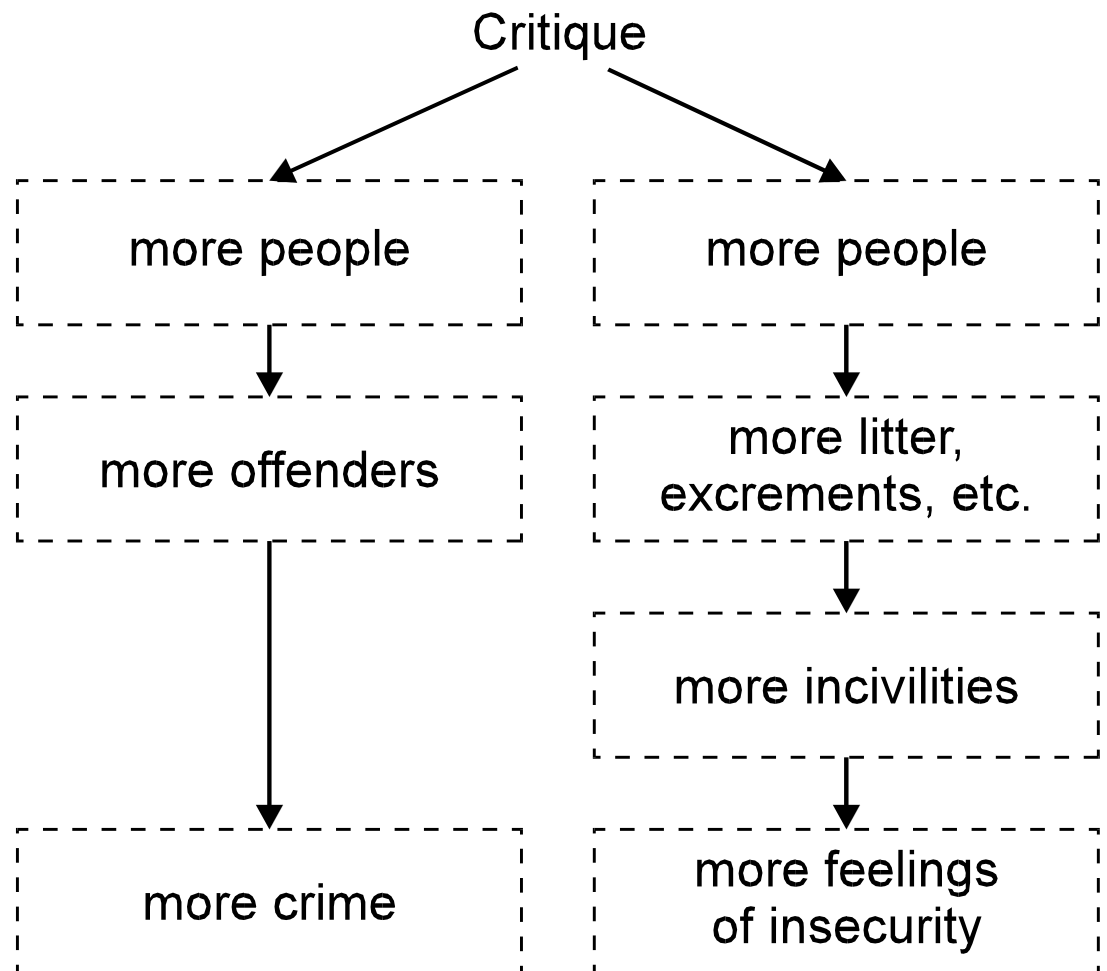 Critique
more people
more people
more offenders
more litter,
excrements, etc.
more incivilities
more crime
more feelings
of insecurity